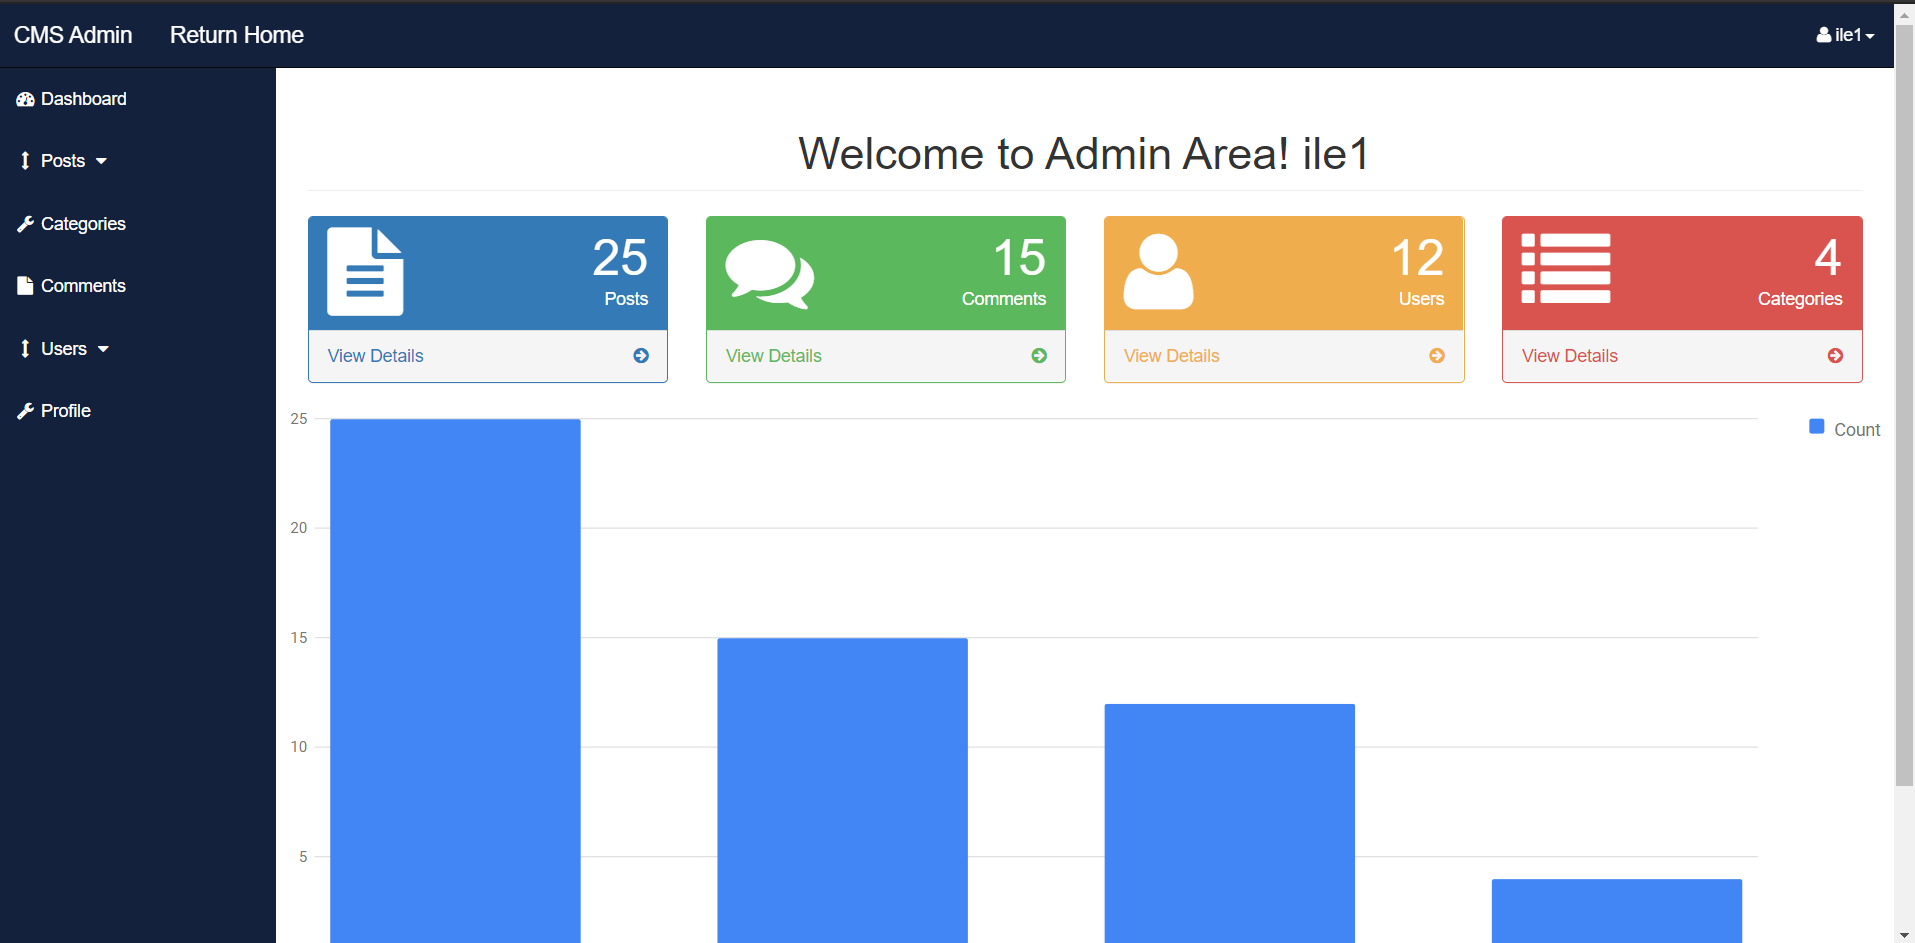 CMS Admin Return Home ile1
Dashboard
Posts
Categories
Comments
Users
Profile
Welcome to Admin Area! ile1
25
Posts
View Details
15
Comments
View Details
12
Users
View Details
4
Categories
View Details
25
20
15
10
5
Count